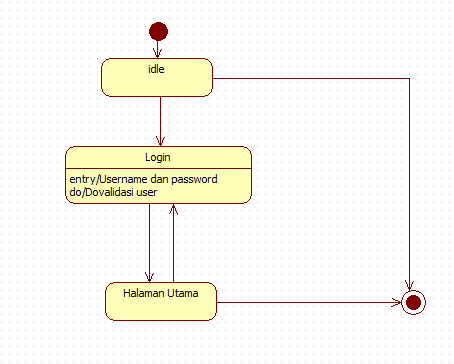 idle
Login
entry/Username dan password
do/Dovalidasi user
Halaman Utama